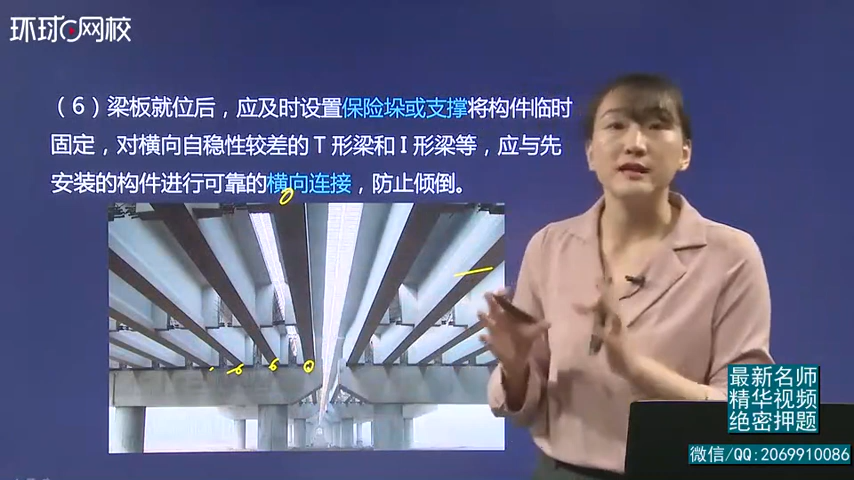 环球网校
（6）梁板就位后，应及时设置保险垛或支撑将构件临时
固定，对横向自稳性较差的 T 形梁和 I 形梁等，应与先
安装的构件进行可靠的横向连接，防止倾倒。
最新名师
精华视频
绝密押题
微信/QQ:2069910086